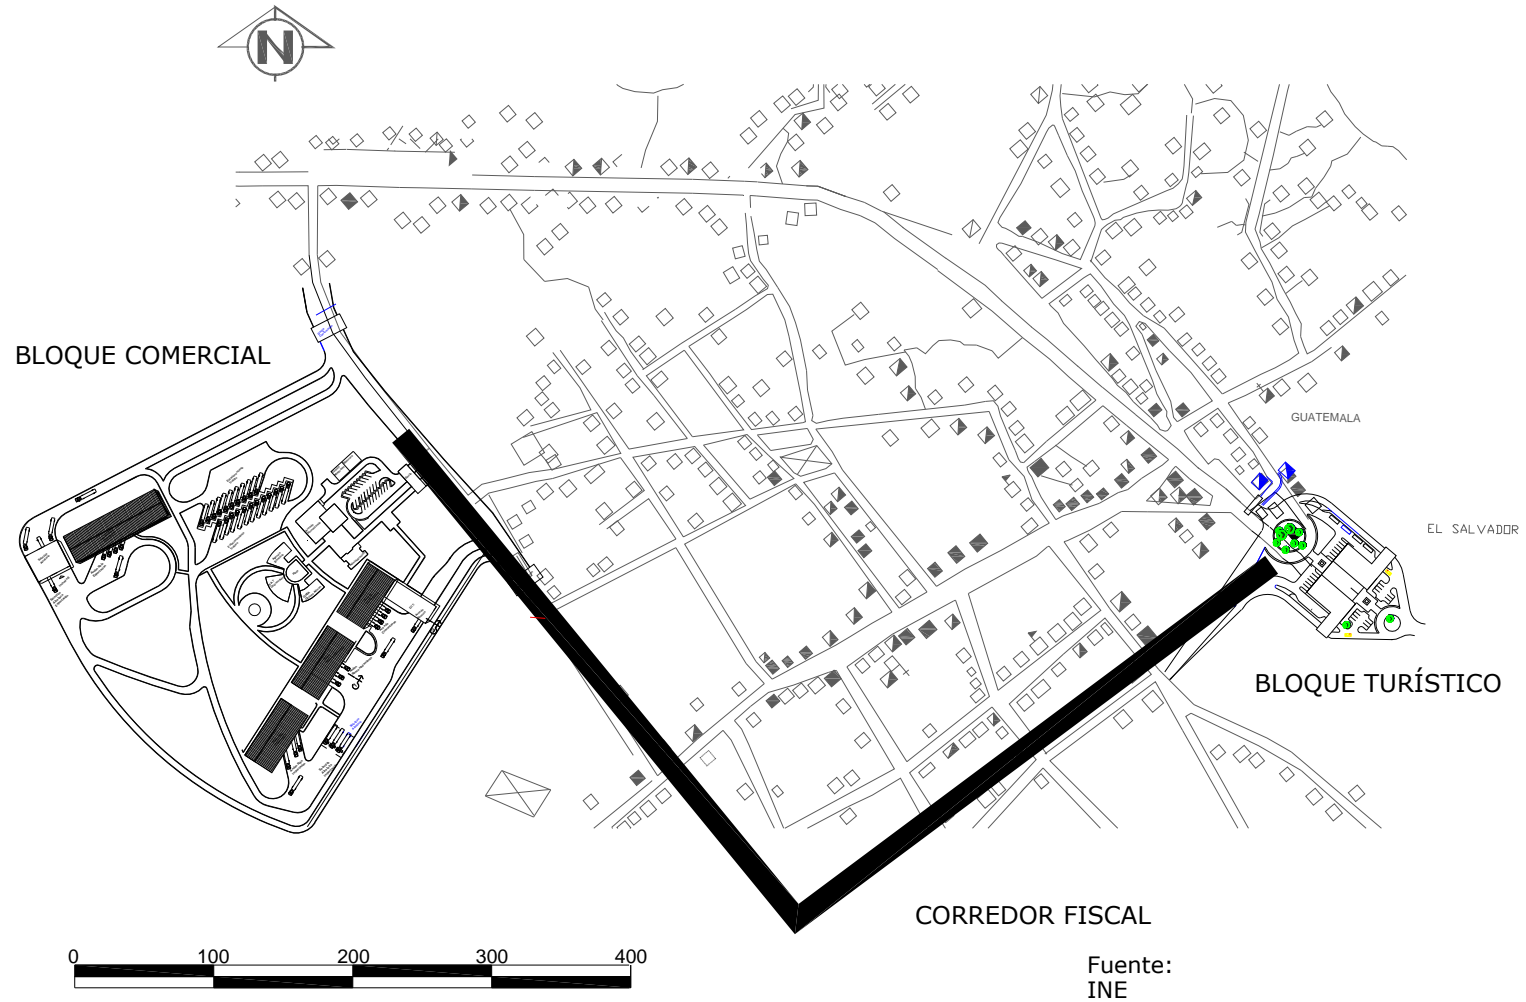 N
BLOQUE COMERCIAL
GUATEMALA
EL SALVADOR
BLOQUE TURÍSTICO
CORREDOR FISCAL
0 100 200 300 400
Fuente:
INE